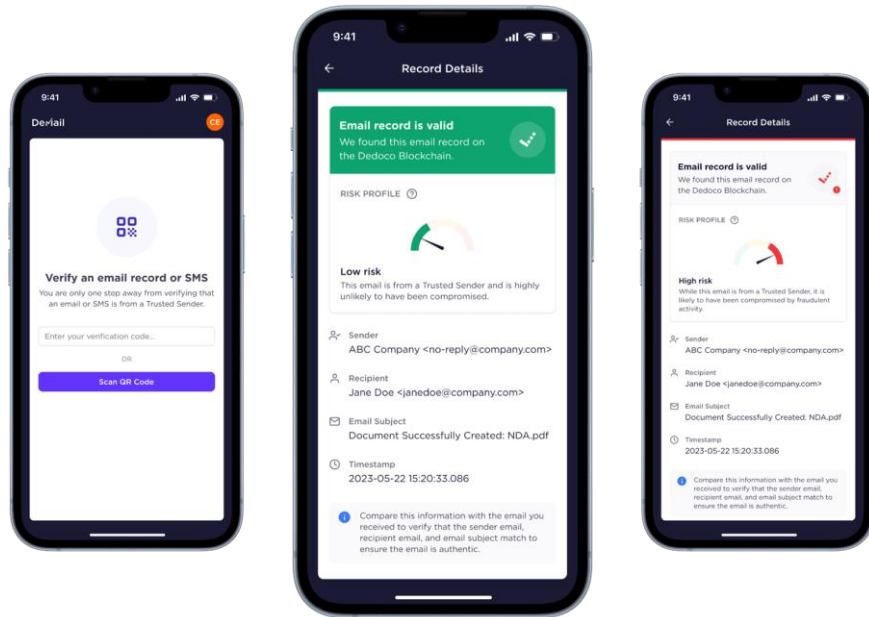 9:41
Demail
CE
Verify an email record or SMS
You are only one step away from verifying that
an email or SMS is from a Trusted Sender.
Enter your verification code...
OR
Scan QR Code
9:41
Record Details
Email record is valid
We found this email record on
the Dedoco Blockchain.
RISK PROFILE
Low risk
This email is from a Trusted Sender and is highly
unlikely to have been compromised.
Sender
ABC Company <no-reply@company.com>
Recipient
Jane Doe <janedoe@company.com>
Email Subject
Document Successfully Created: NDA.pdf
Timestamp
2023-05-22 15:20:33.086
Compare this information with the email you
received to verify that the sender email,
recipient email, and email subject match to
ensure the email is authentic.
9:41
Record Details
Email record is valid
We found this email record on
the Dedoco Blockchain.
RISK PROFILE
High risk
While this email is from a Trusted Sender, it is
likely to have been compromised by fraudulent
activity.
Sender
ABC Company <no-reply@company.com>
Recipient
Jane Doe <janedoe@company.com>
Email Subject
Document Successfully Created: NDA.pdf
Timestamp
2023-05-22 15:20:33.086
Compare this information with the email you
received to verify that the sender email,
recipient email, and email subject match to
ensure the email is authentic.